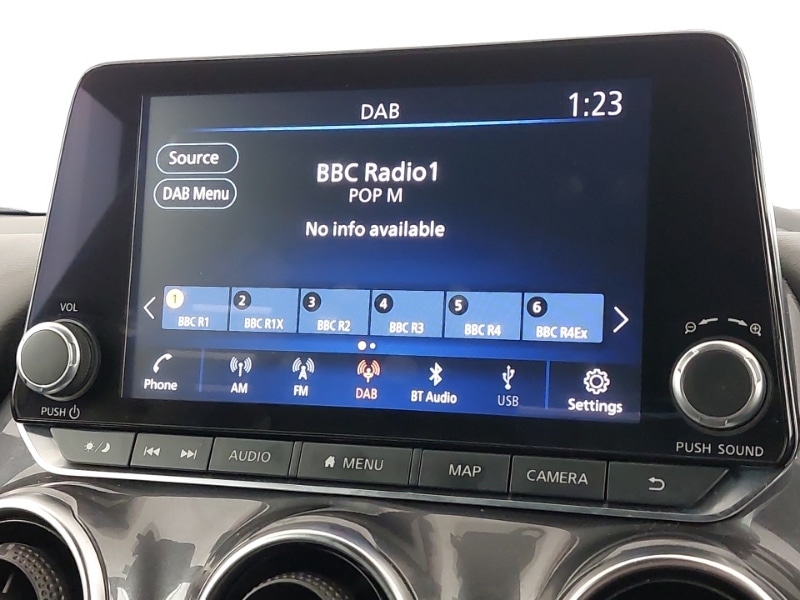 DAB
1:23
Source
DAB Menu
BBC Radio1
POP M
No info available
1 2 3 4 5 6
BBC R1 BBC R1X BBC R2 BBC R3 BBC R4 BBC R4Ex
Phone AM FM DAB BT Audio USB Settings
VOL
PUSH
PUSH SOUND
AUDIO MENU MAP CAMERA